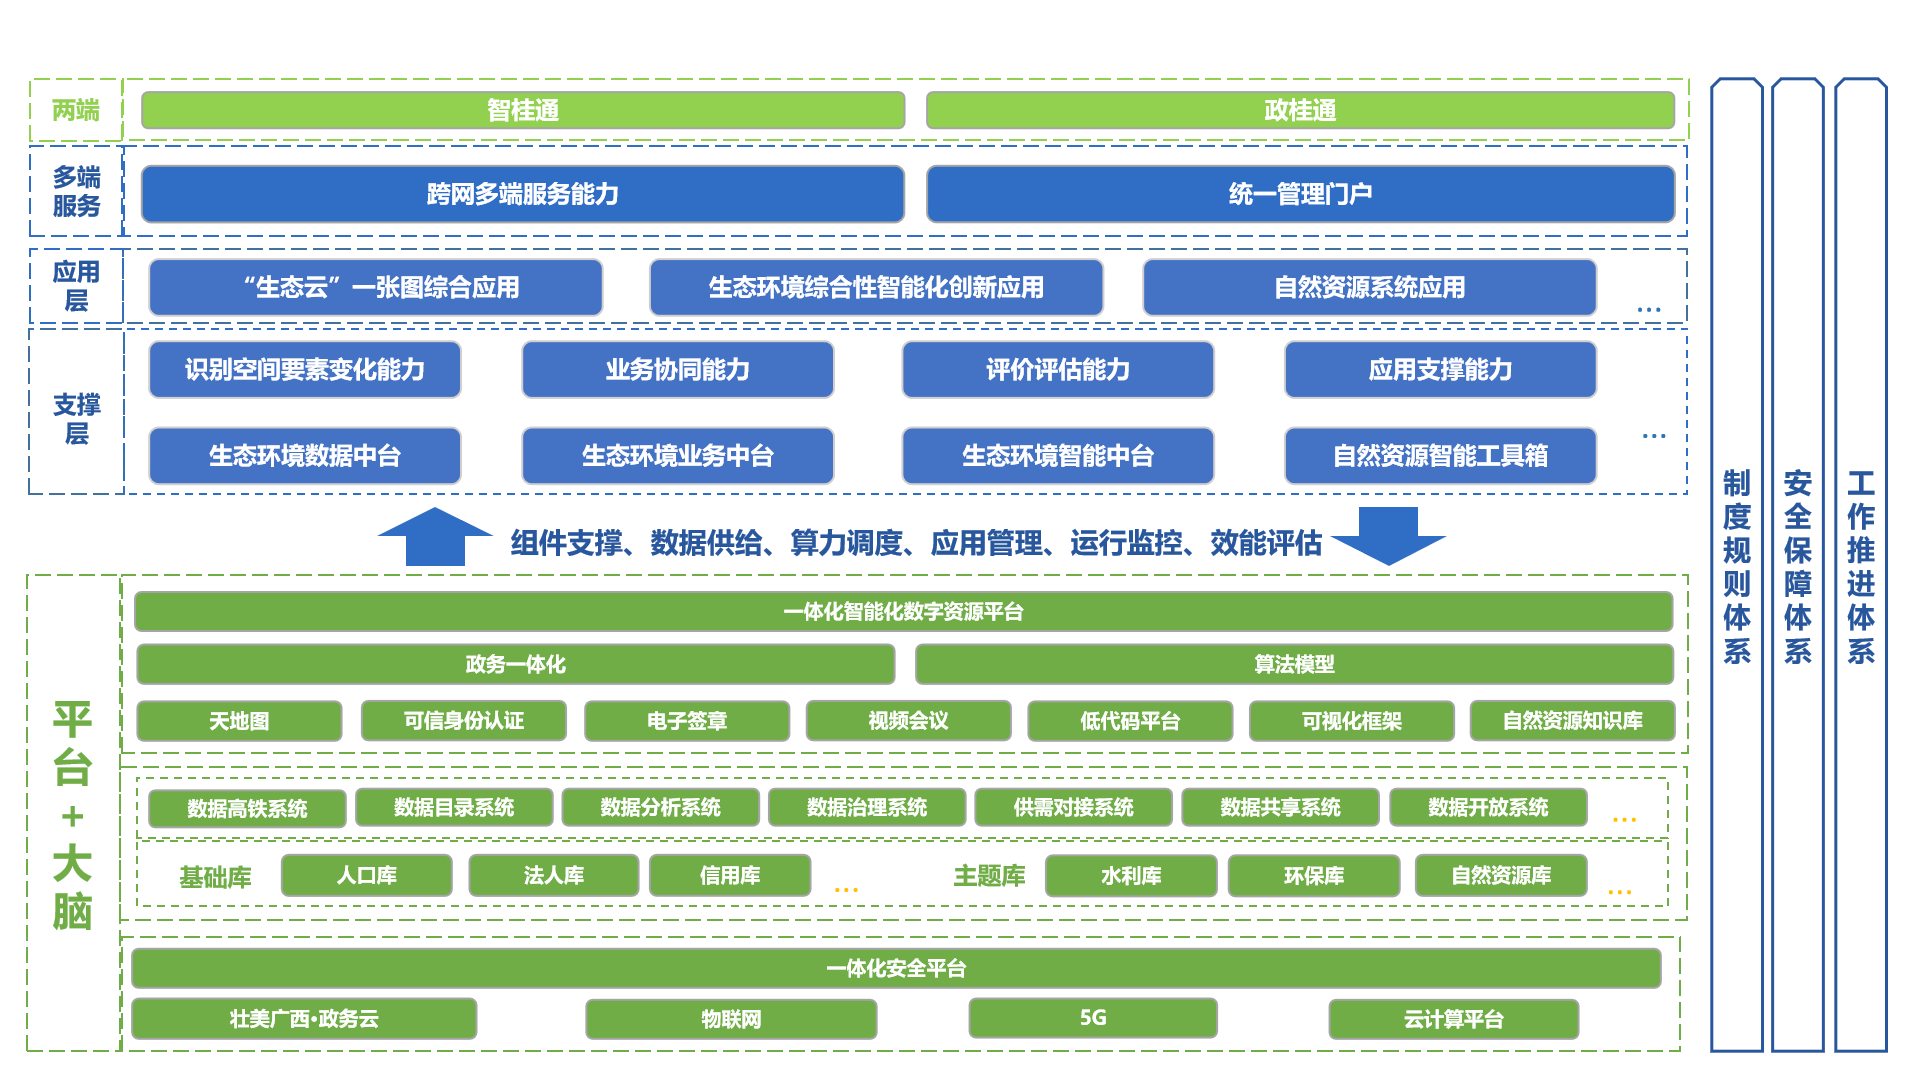 两端
智桂通
政桂通
多端
服务
跨网多端服务能力
统一管理门户
应用
层
“生态云”一张图综合应用
生态环境综合性智能化创新应用
自然资源系统应用
...
支撑
层
识别空间要素变化能力
业务协同能力
评价评估能力
应用支撑能力
...
生态环境数据中台
生态环境业务中台
生态环境智能中台
自然资源智能工具箱
组件支撑、数据供给、算力调度、应用管理、运行监控、效能评估
平
台
+
大
脑
一体化智能化数字资源平台
政务一体化
算法模型
天地图
可信身份认证
电子签章
视频会议
低代码平台
可视化框架
自然资源知识库
数据高铁系统
数据目录系统
数据分析系统
数据治理系统
供需对接系统
数据共享系统
数据开放系统
...
基础库
人口库
法人库
信用库
...
主题库
水利库
环保库
自然资源库
...
一体化安全平台
壮美广西·政务云
物联网
5G
云计算平台
制度规则体系
安全保障体系
工作推进体系